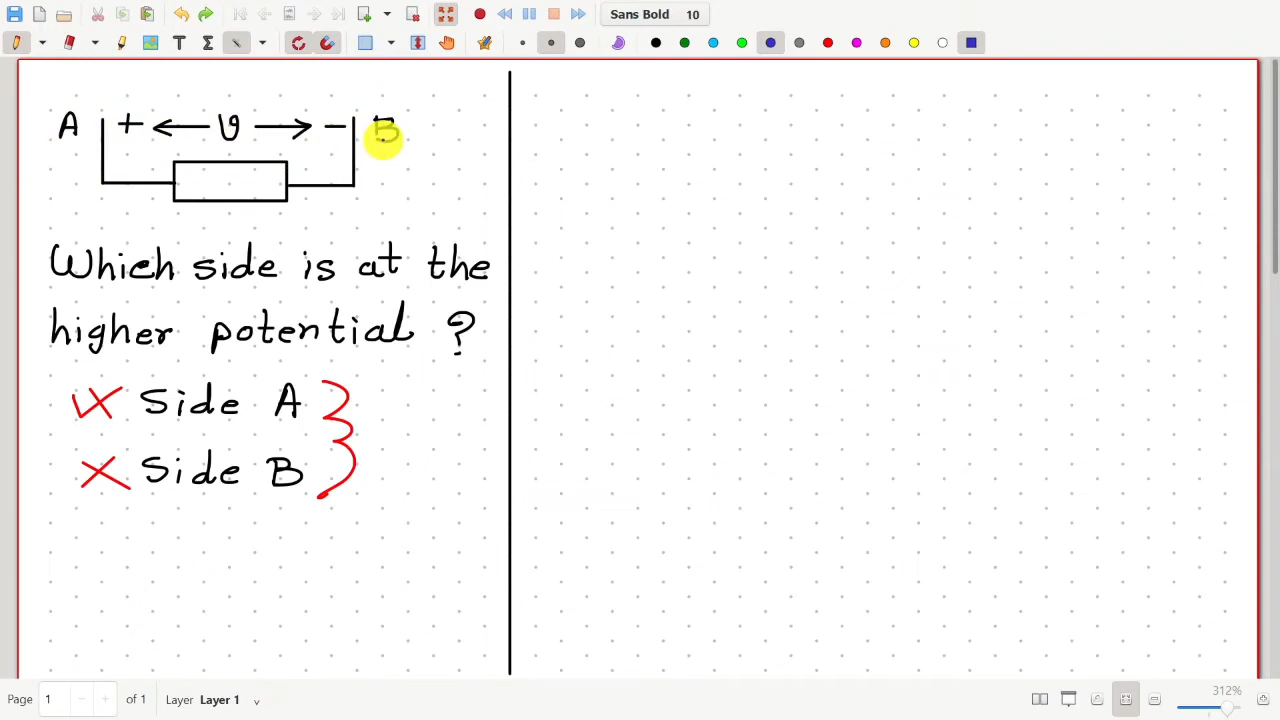 Sans Bold 10
A + ← v → − B
Which side is at the
higher potential ?
Side A
Side B
Page 1 of 1 Layer Layer 1 312%